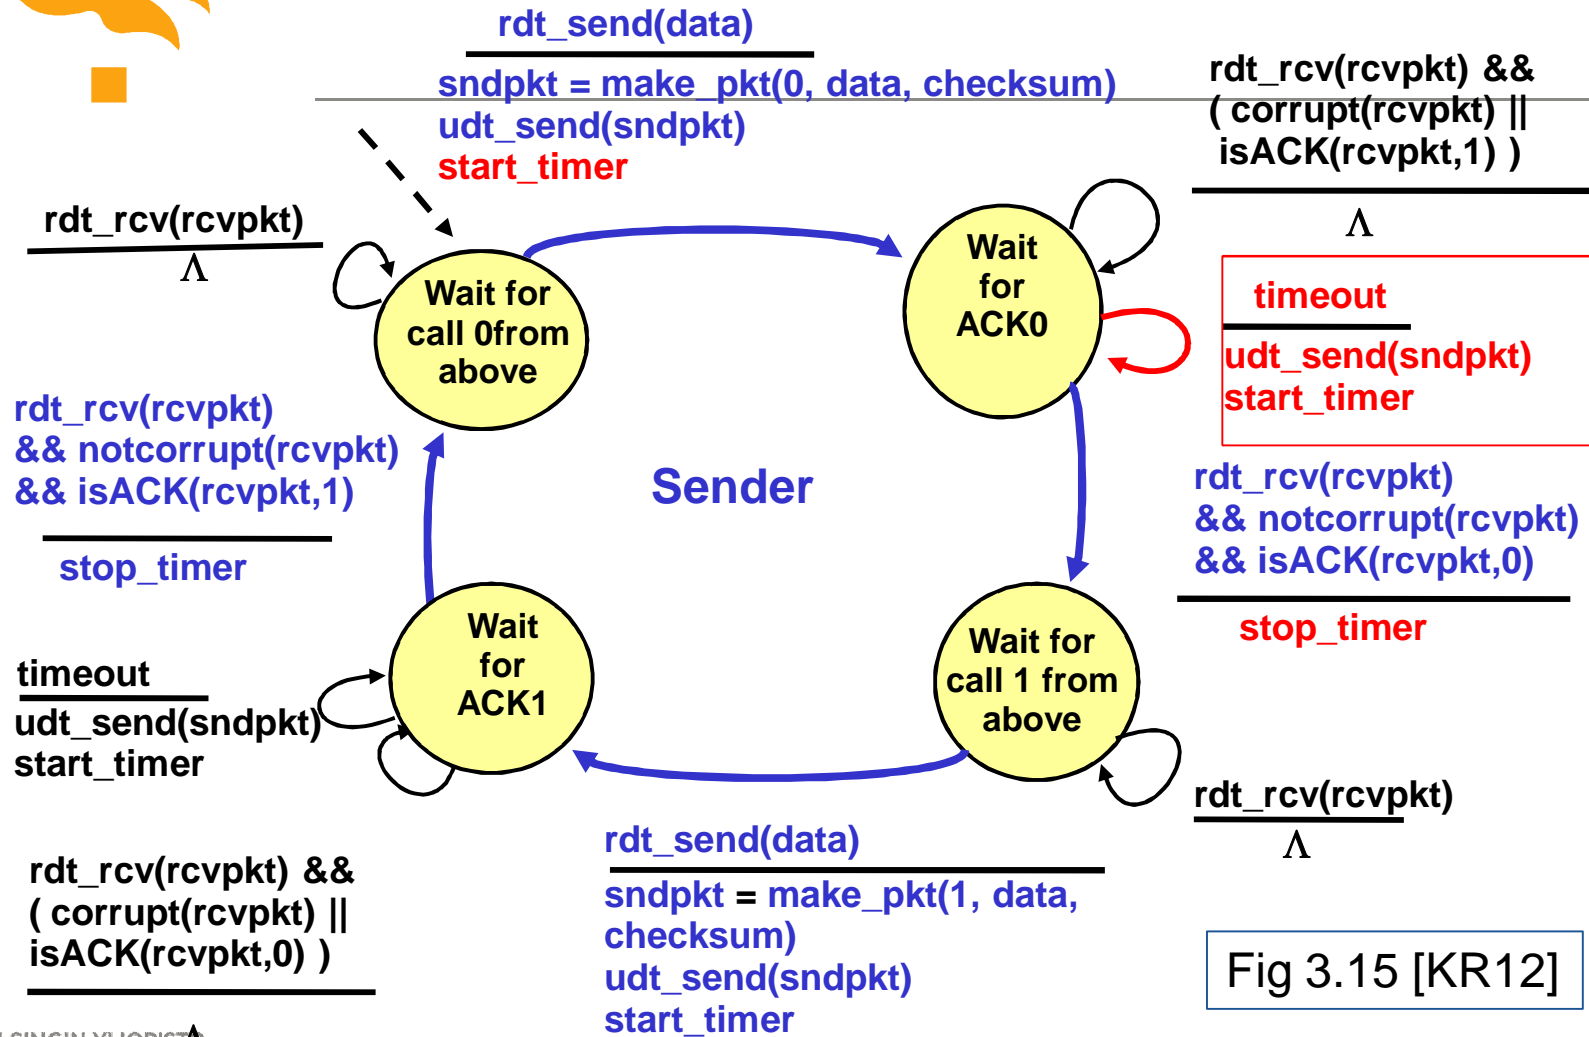 rdt_send(data)
sndpkt = make_pkt(0, data, checksum)
udt_send(sndpkt)
start_timer
rdt_rcv(rcvpkt) &&
( corrupt(rcvpkt) ||
isACK(rcvpkt,1) )
Λ
rdt_rcv(rcvpkt)
Λ
Wait for
call 0from
above
Wait
for
ACK0
timeout
udt_send(sndpkt)
start_timer
rdt_rcv(rcvpkt)
&& notcorrupt(rcvpkt)
&& isACK(rcvpkt,1)
stop_timer
Sender
rdt_rcv(rcvpkt)
&& notcorrupt(rcvpkt)
&& isACK(rcvpkt,0)
stop_timer
Wait
for
ACK1
Wait for
call 1 from
above
timeout
udt_send(sndpkt)
start_timer
rdt_rcv(rcvpkt)
Λ
rdt_rcv(rcvpkt) &&
( corrupt(rcvpkt) ||
isACK(rcvpkt,0) )
Λ
rdt_send(data)
sndpkt = make_pkt(1, data,
checksum)
udt_send(sndpkt)
start_timer
Fig 3.15 [KR12]